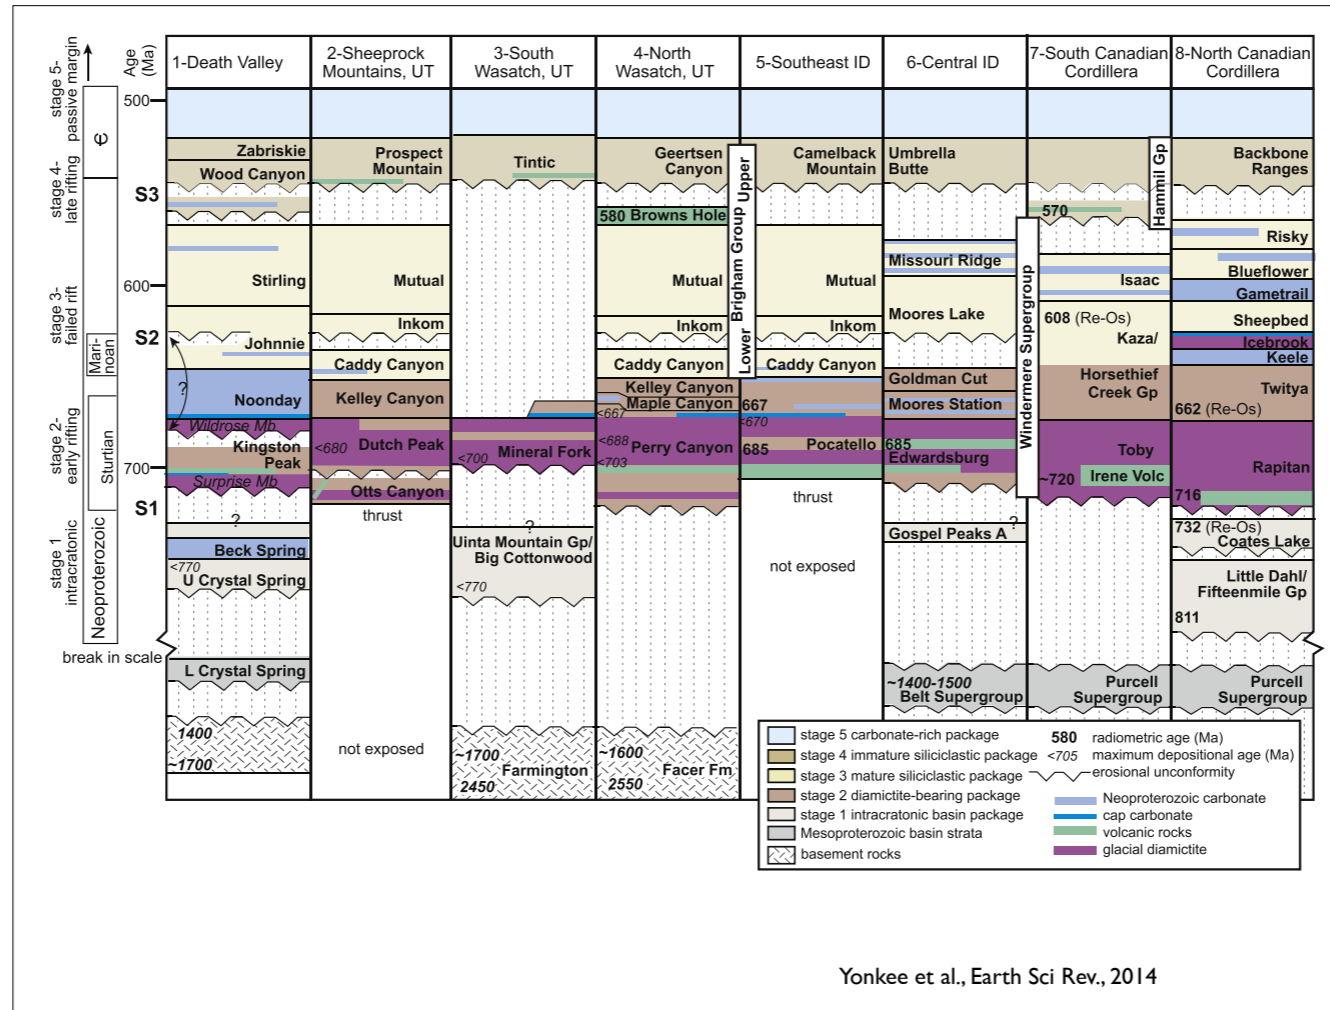 stage 5-
passive margin
Age
(Ma)
1-Death Valley
2-Sheeprock
Mountains, UT
3-South
Wasatch, UT
4-North
Wasatch, UT
5-Southeast ID
6-Central ID
7-South Canadian
Cordillera
8-North Canadian
Cordillera
500
600
700
Є
stage 4-
late rifting
stage 3-
failed rift
stage 2-
early rifting
stage 1
intracratonic
Mari-
noan
Sturtian
Neoproterozoic
S3
S2
S1
break in scale
Zabriskie
Wood Canyon
Stirling
Johnnie
?
Noonday
Wildrose Mb
Kingston
Peak
Surprise Mb
?
Beck Spring
<770
U Crystal Spring
L Crystal Spring
1400
~1700
Prospect
Mountain
Mutual
Inkom
Caddy Canyon
Kelley Canyon
<680 Dutch Peak
Otts Canyon
thrust
not exposed
Tintic
Mineral Fork
<700
?
Uinta Mountain Gp/
Big Cottonwood
<770
~1700
Farmington
2450
Geertsen
Canyon
580 Browns Hole
Mutual
Inkom
Caddy Canyon
Kelley Canyon
Maple Canyon
<667
<688
Perry Canyon
<703
~1600
Facer Fm
2550
Lower Brigham Group Upper
Camelback
Mountain
Mutual
Inkom
Caddy Canyon
667
<670
Pocatello
685
thrust
not exposed
Umbrella
Butte
Missouri Ridge
Moores Lake
Goldman Cut
Moores Station
685
Edwardsburg
?
Gospel Peaks A
~1400-1500
Belt Supergroup
Windermere Supergroup
Hammil Gp
570
Isaac
608 (Re-Os)
Kaza/
Horsethief
Creek Gp
Toby
~720 Irene Volc
Purcell
Supergroup
Backbone
Ranges
Risky
Blueflower
Gametrail
Sheepbed
Icebrook
Keele
Twitya
662 (Re-Os)
Rapitan
716
732 (Re-Os)
Coates Lake
Little Dahl/
Fifteenmile Gp
811
Purcell
Supergroup
stage 5 carbonate-rich package
stage 4 immature siliciclastic package
stage 3 mature siliciclastic package
stage 2 diamictite-bearing package
stage 1 intracratonic basin package
Mesoproterozoic basin strata
basement rocks
580 radiometric age (Ma)
<705 maximum depositional age (Ma)
erosional unconformity
Neoproterozoic carbonate
cap carbonate
volcanic rocks
glacial diamictite
Yonkee et al., Earth Sci Rev., 2014